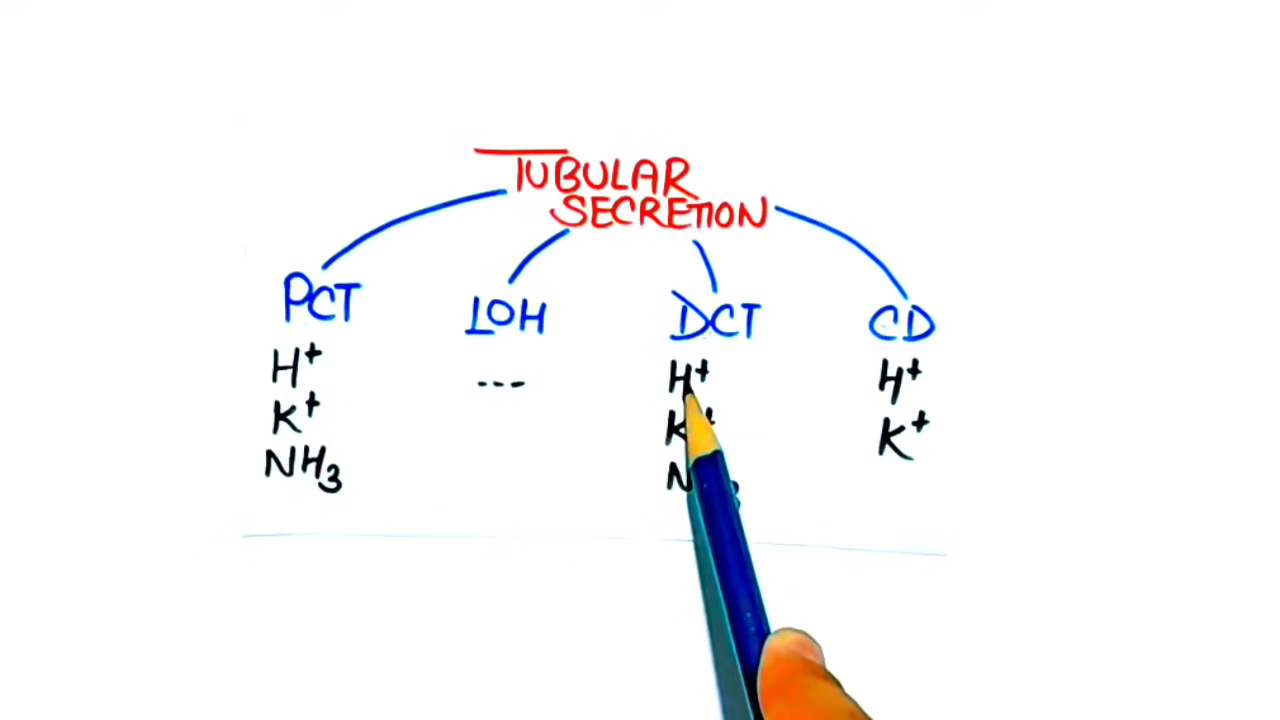 TUBULAR
SECRETION
PCT
LOH
DCT
CD
H+
K+
NH3
---
H+
K+
H+
K+